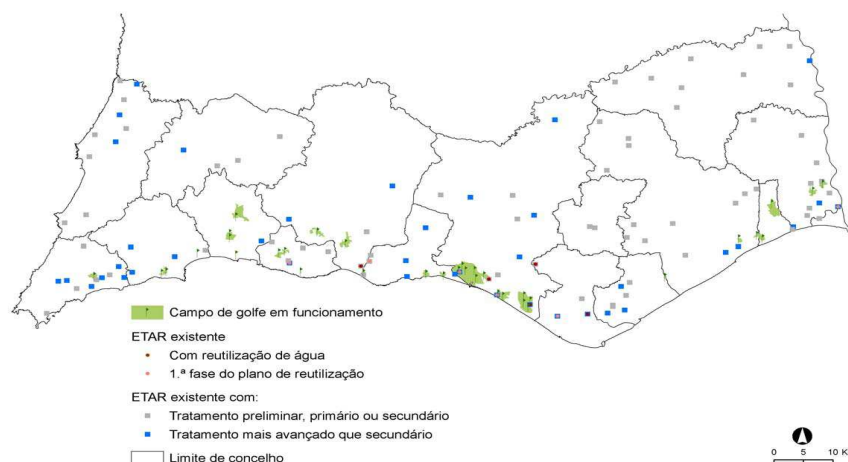 Campo de golfe em funcionamento
ETAR existente
Com reutilização de água
1.ª fase do plano de reutilização
ETAR existente com:
Tratamento preliminar, primário ou secundário
Tratamento mais avançado que secundário
Limite de concelho
0 5 10 K